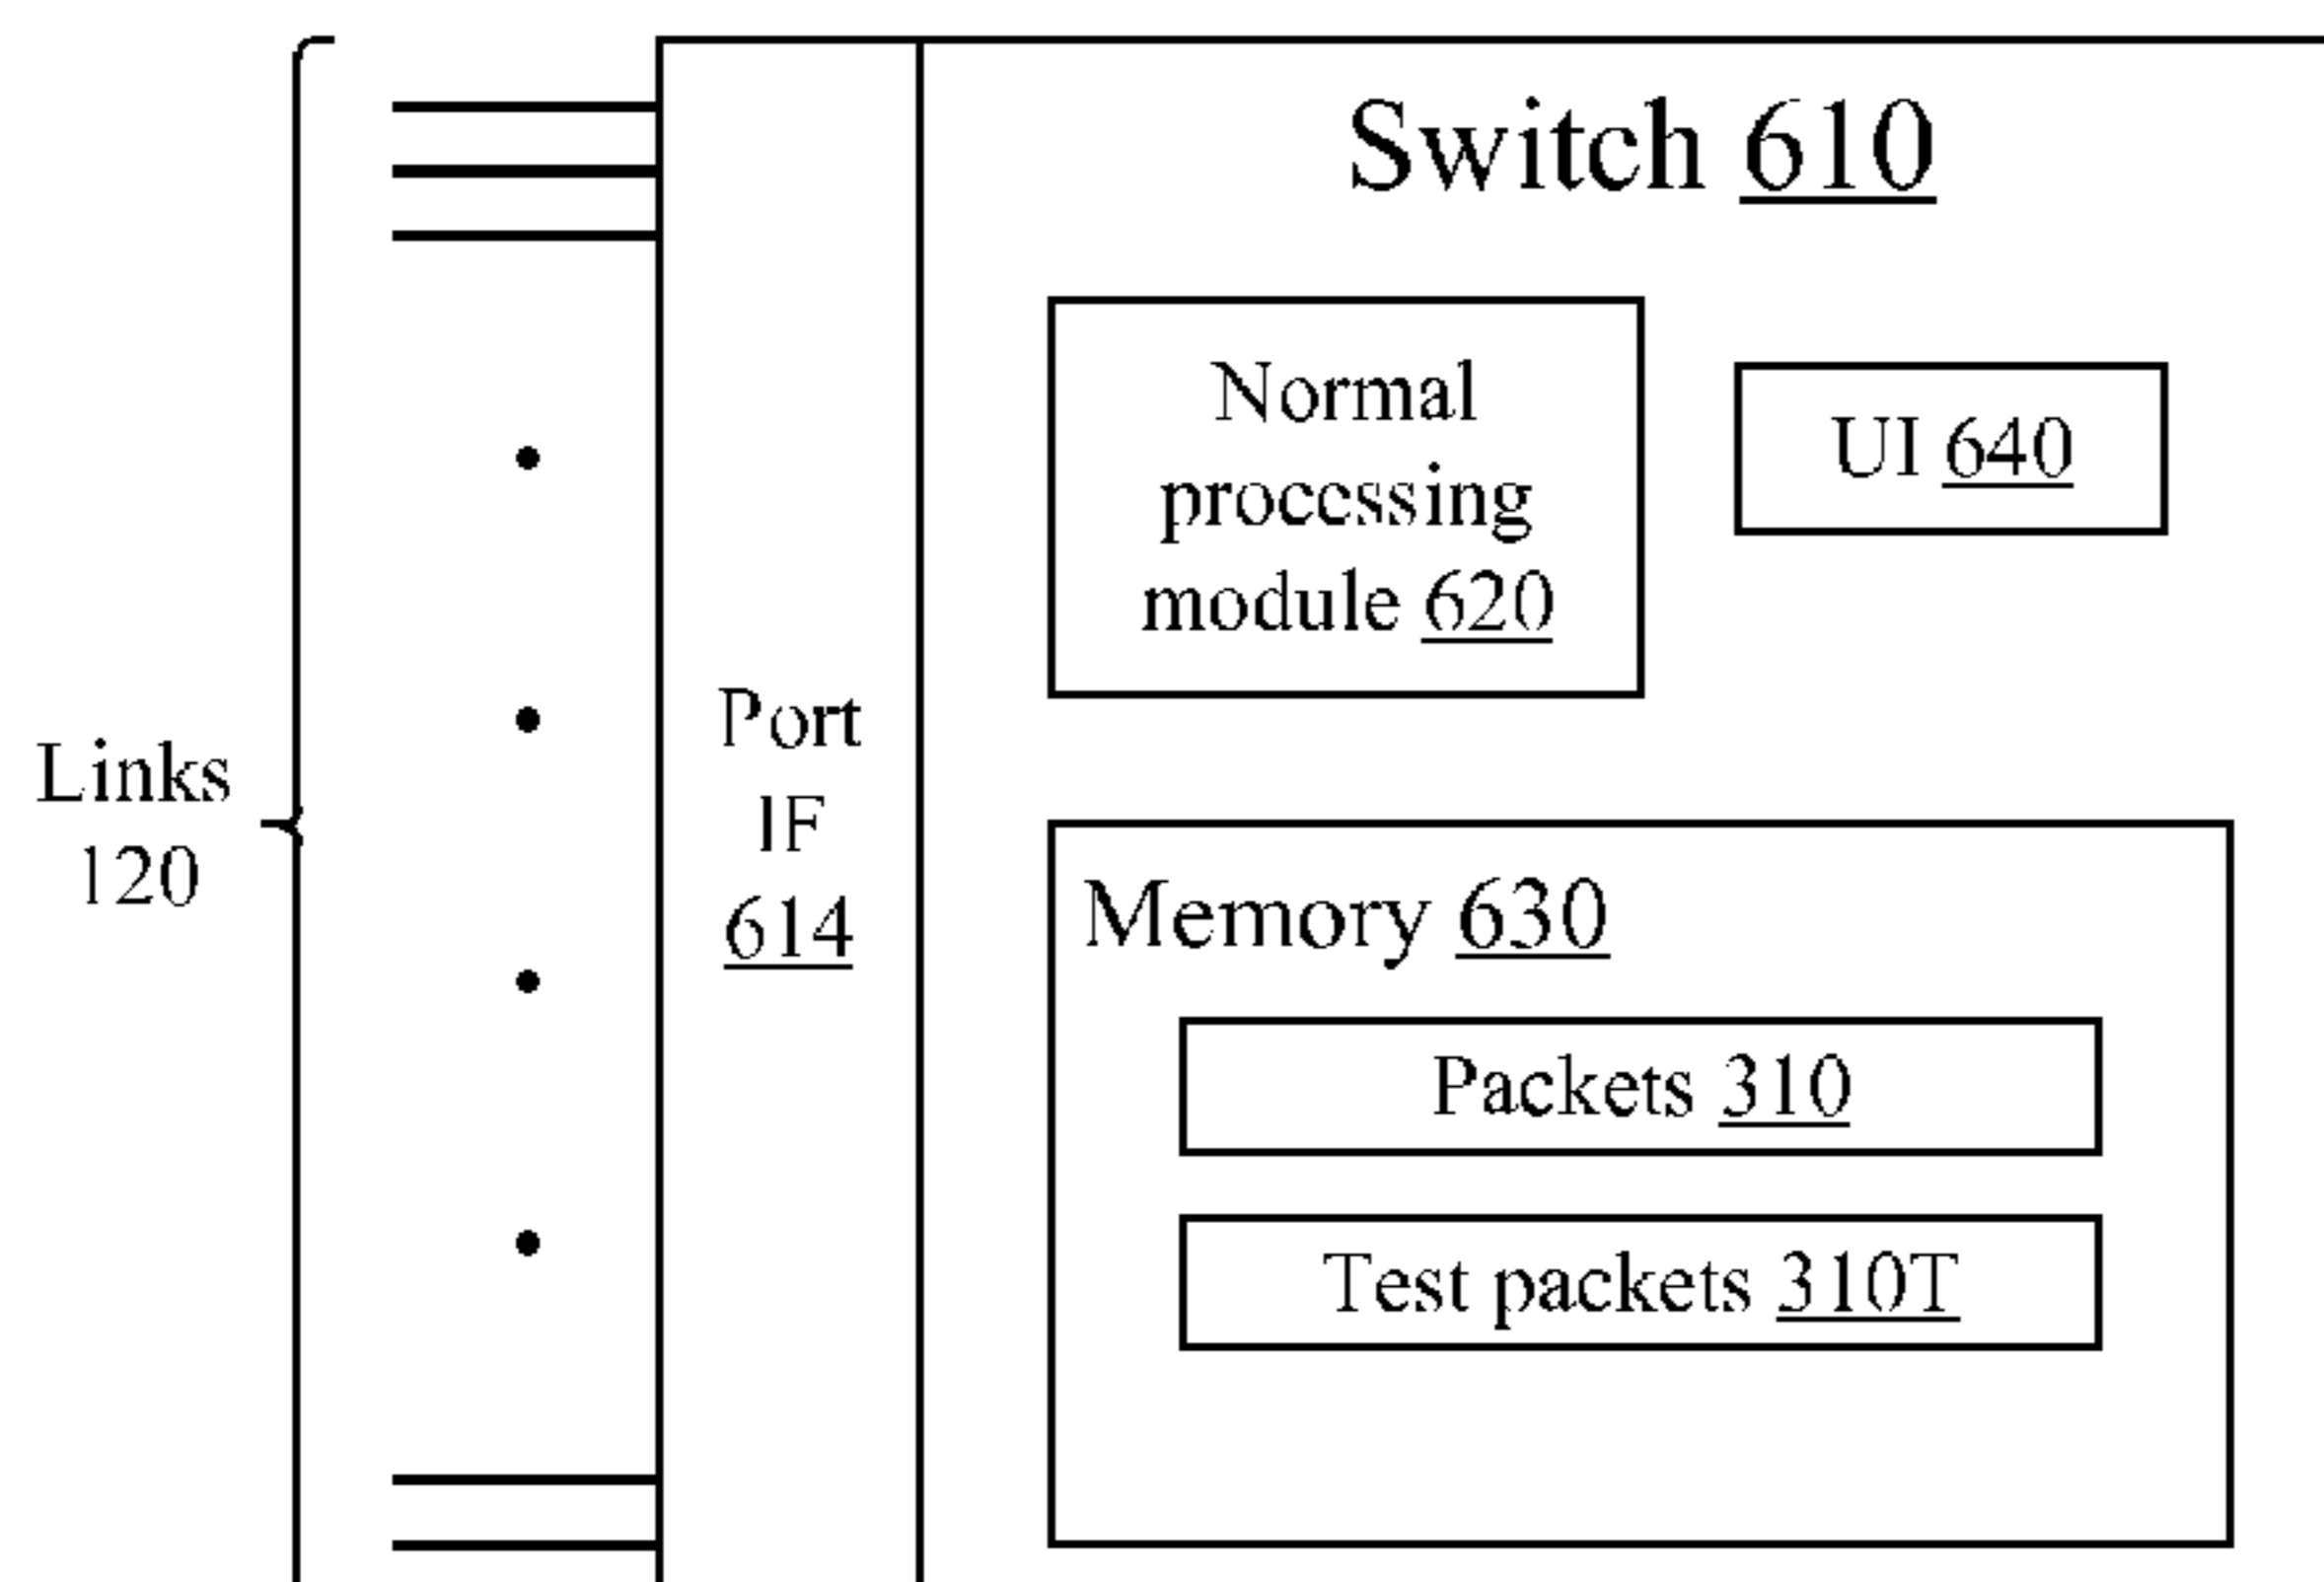 Switch 610
Normal
processing
module 620
UI 640
Links
120
Port
IF
614
Memory 630
Packets 310
Test packets 310T